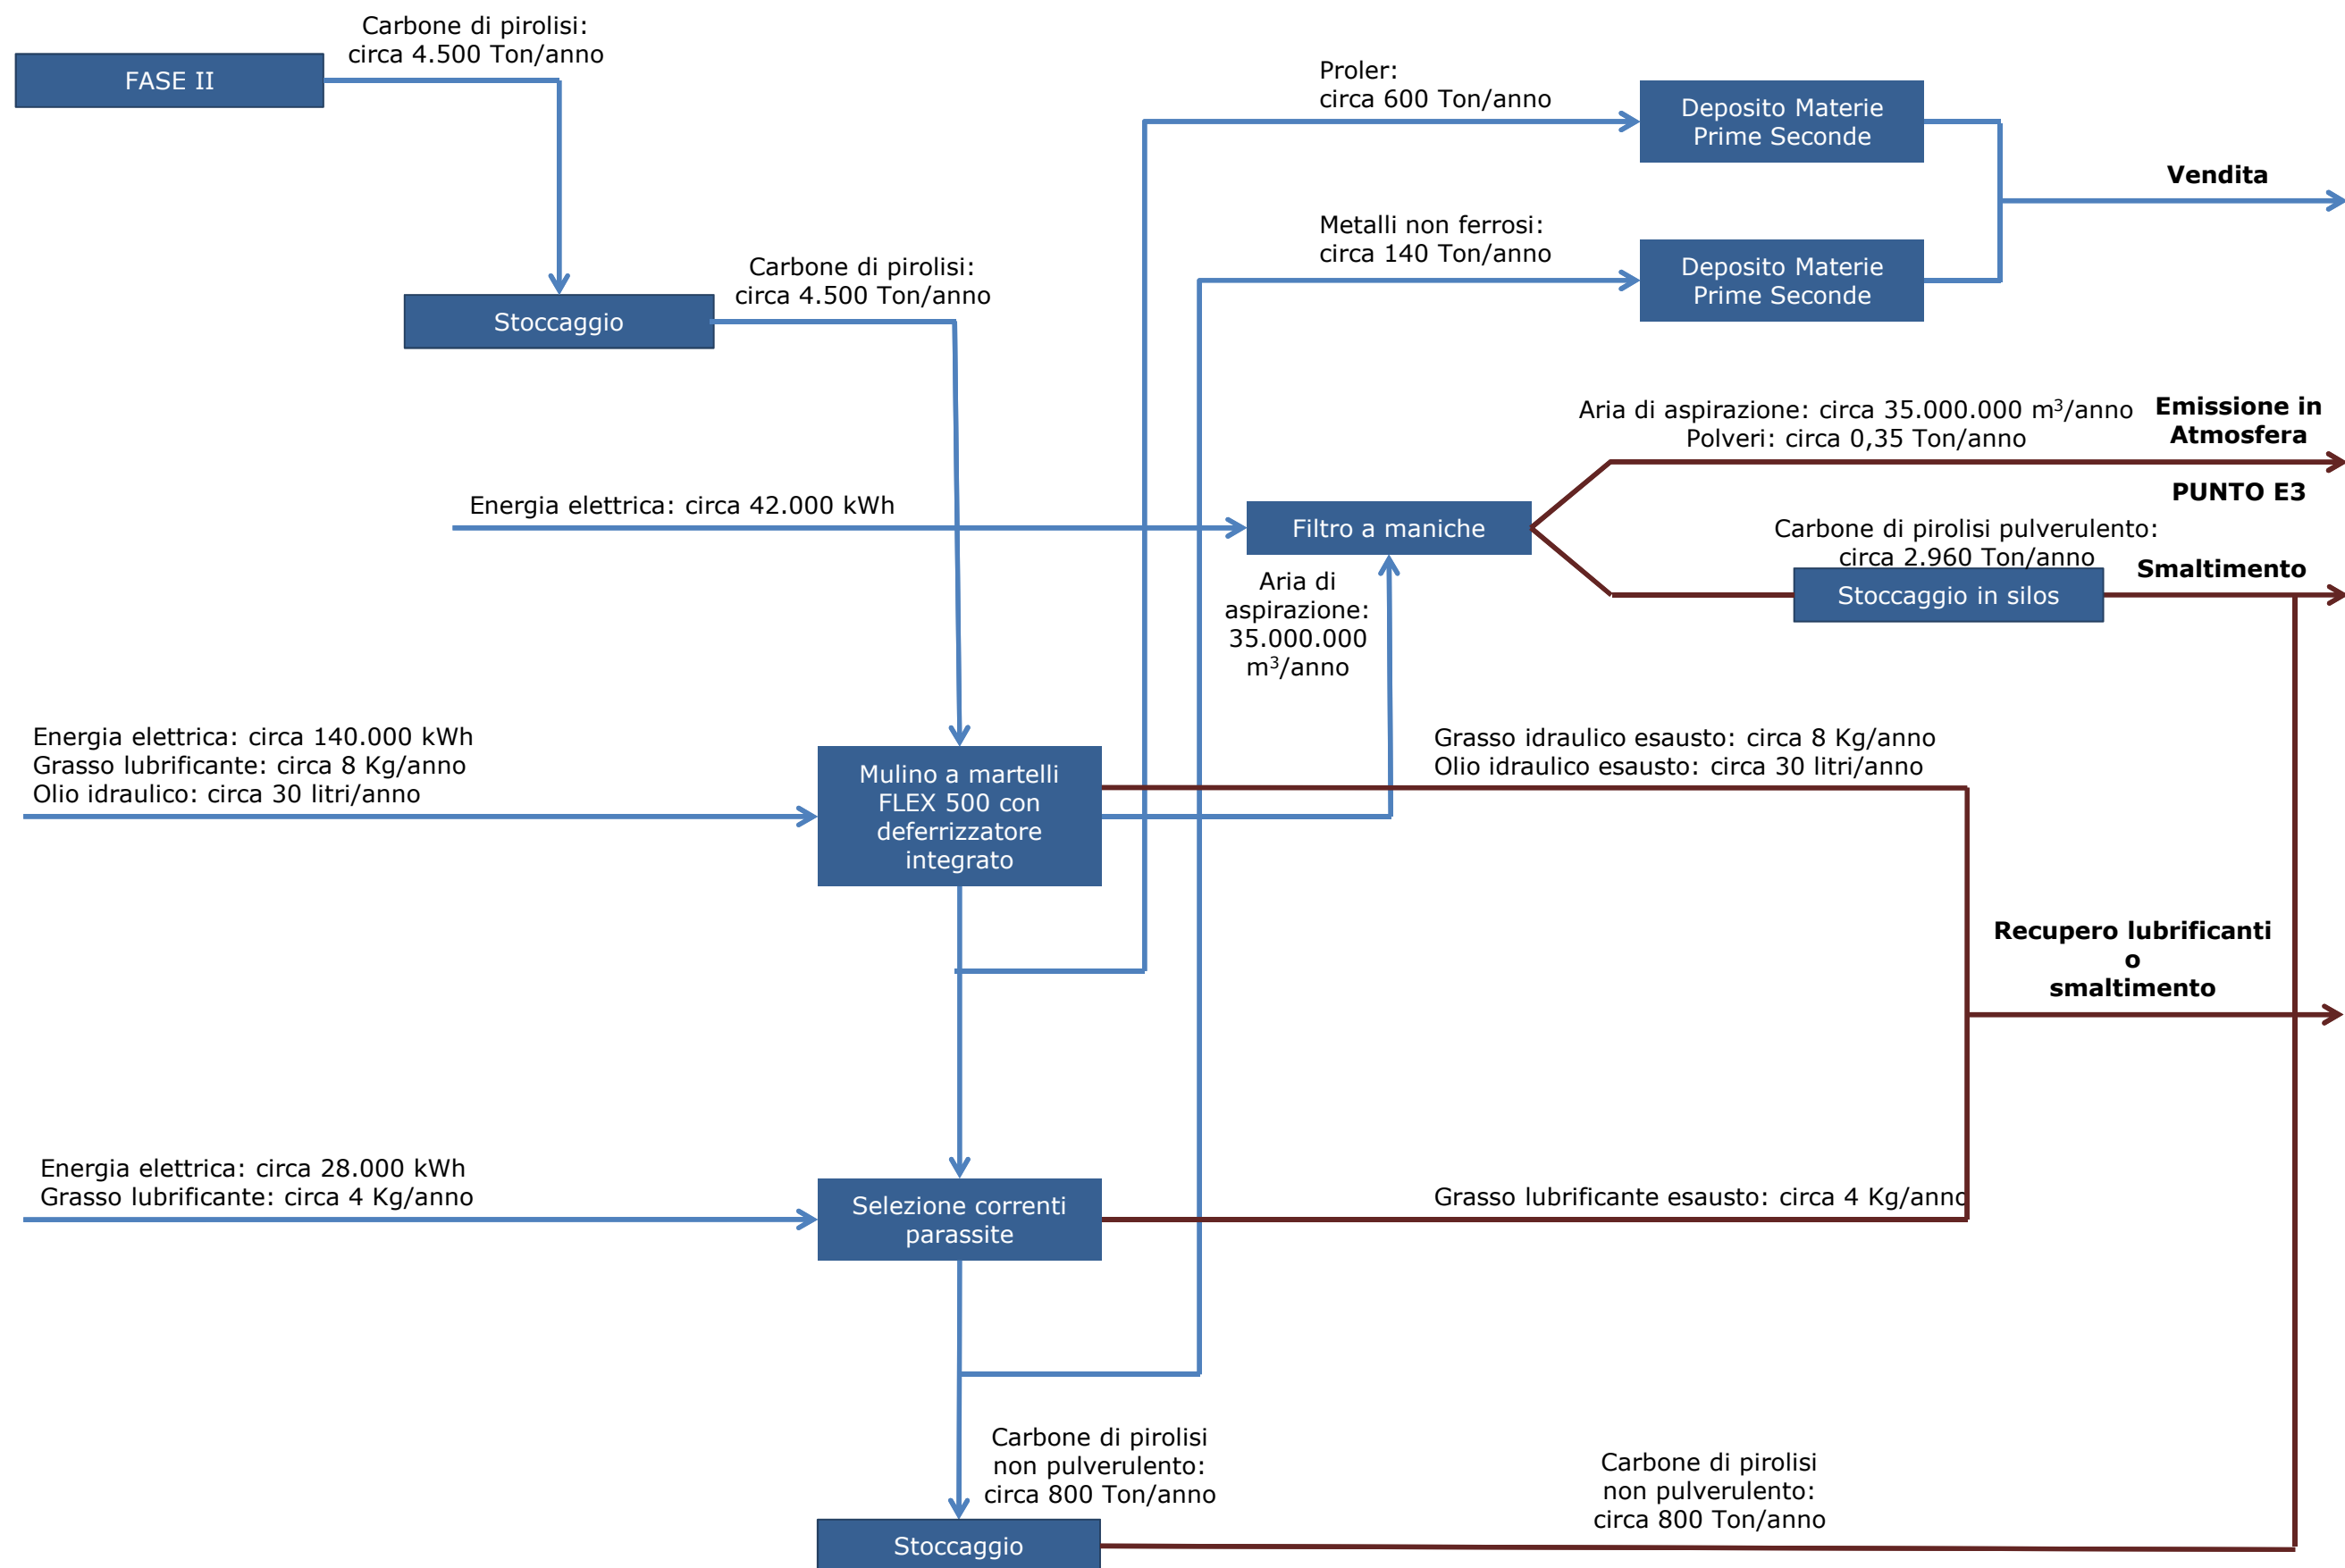 Carbone di pirolisi:
circa 4.500 Ton/anno
FASE II
Proler:
circa 600 Ton/anno
Deposito Materie
Prime Seconde
Vendita
Metalli non ferrosi:
circa 140 Ton/anno
Deposito Materie
Prime Seconde
Carbone di pirolisi:
circa 4.500 Ton/anno
Stoccaggio
Aria di aspirazione: circa 35.000.000 m³/anno
Polveri: circa 0,35 Ton/anno
Emissione in
Atmosfera
PUNTO E3
Energia elettrica: circa 42.000 kWh
Filtro a maniche
Carbone di pirolisi pulverulento:
circa 2.960 Ton/anno
Smaltimento
Stoccaggio in silos
Aria di
aspirazione:
35.000.000
m³/anno
Energia elettrica: circa 140.000 kWh
Grasso lubrificante: circa 8 Kg/anno
Olio idraulico: circa 30 litri/anno
Mulino a martelli
FLEX 500 con
deferrizzatore
integrato
Grasso idraulico esausto: circa 8 Kg/anno
Olio idraulico esausto: circa 30 litri/anno
Recupero lubrificanti
o
smaltimento
Energia elettrica: circa 28.000 kWh
Grasso lubrificante: circa 4 Kg/anno
Selezione correnti
parassite
Grasso lubrificante esausto: circa 4 Kg/anno
Carbone di pirolisi
non pulverulento:
circa 800 Ton/anno
Carbone di pirolisi
non pulverulento:
circa 800 Ton/anno
Stoccaggio